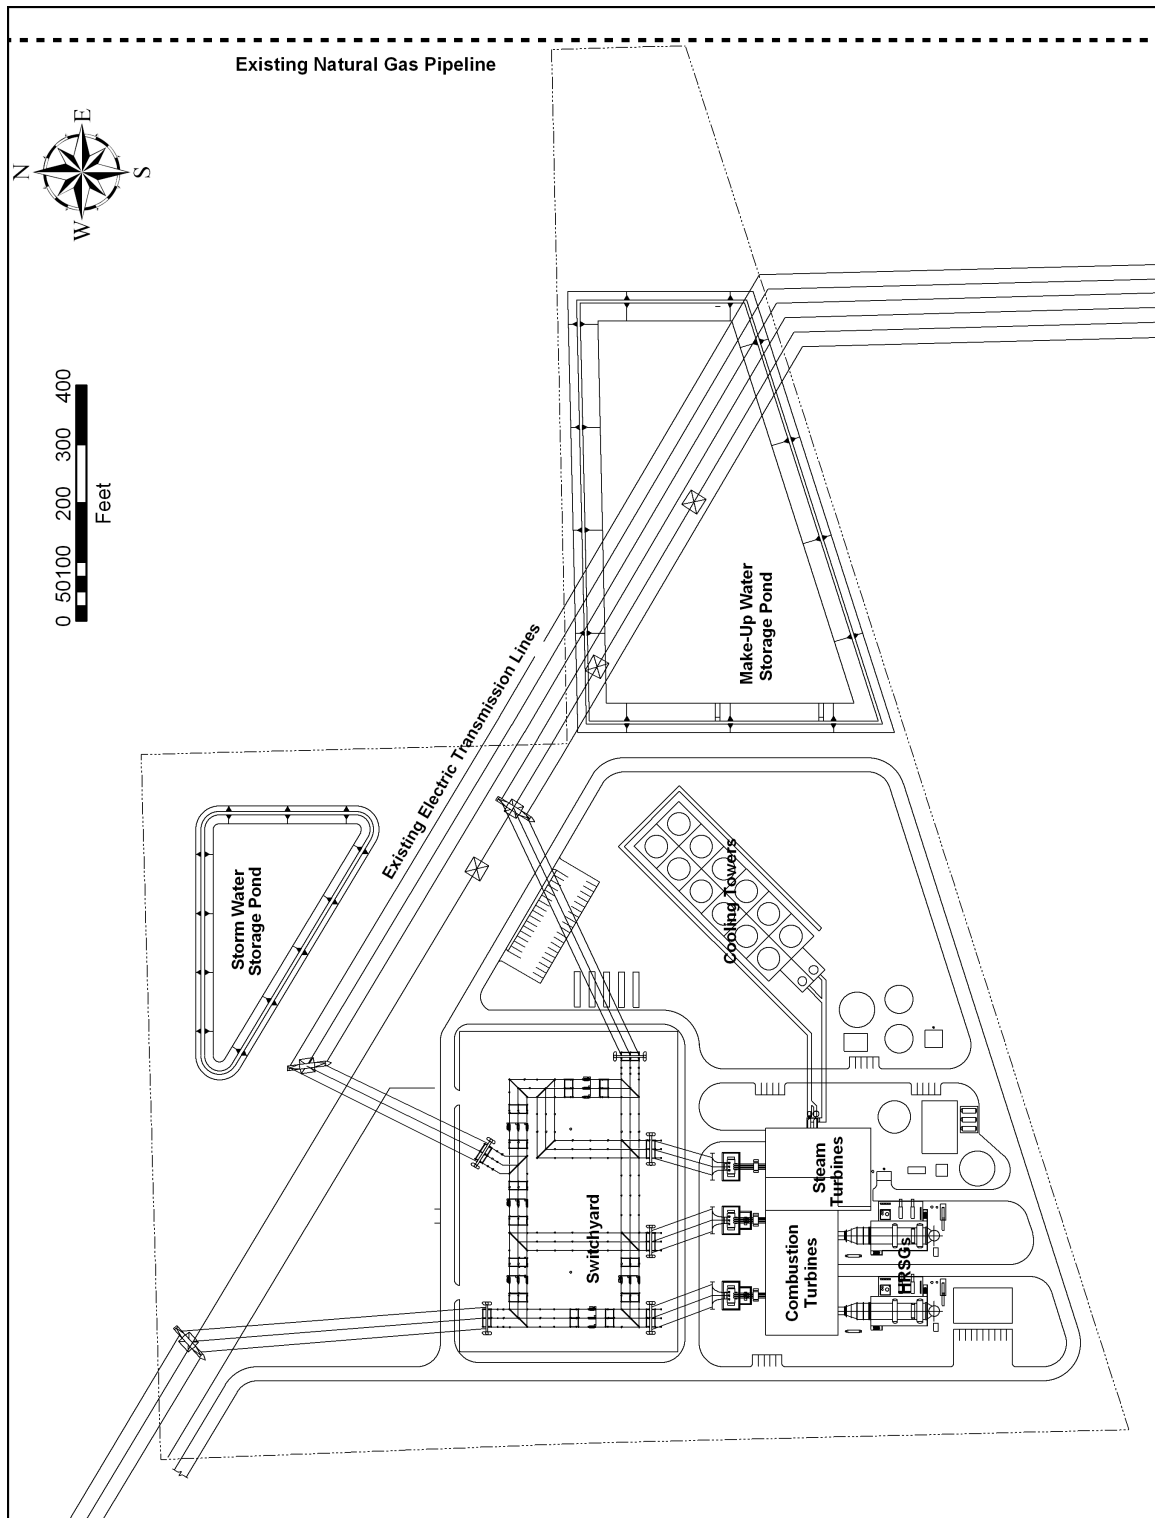 Existing Natural Gas Pipeline
N
E
S
W
0 50100 200 300 400
Feet
Existing Electric Transmission Lines
Make-Up Water
Storage Pond
Storm Water
Storage Pond
Cooling Towers
Switchyard
Steam
Turbines
Combustion
Turbines
HRSGs